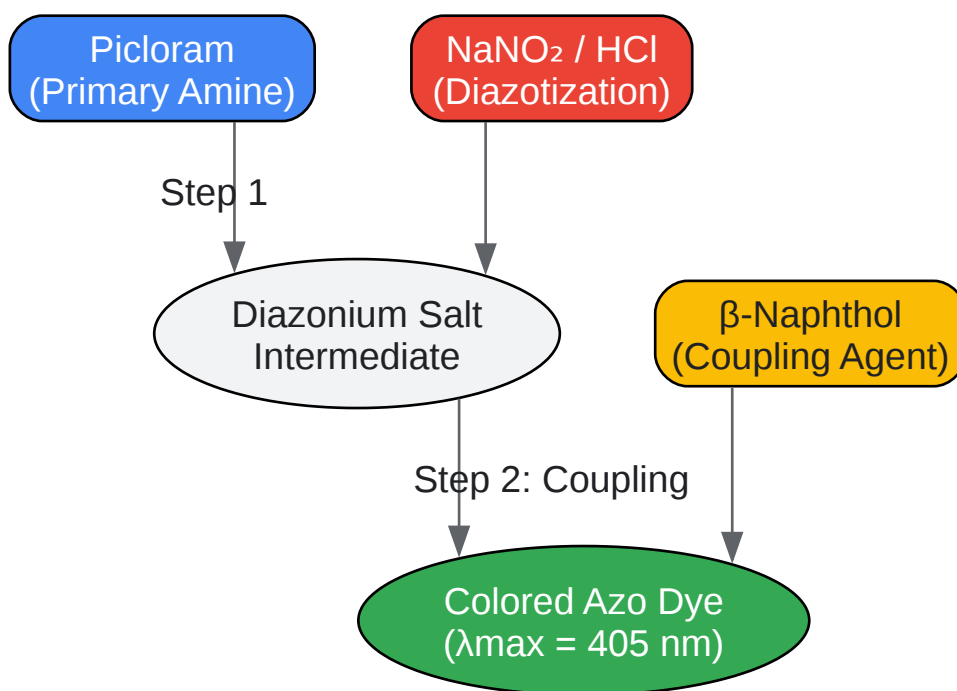 Picloram
(Primary Amine)
NaNO₂ / HCl
(Diazotization)
Step 1
Diazonium Salt
Intermediate
β-Naphthol
(Coupling Agent)
Step 2: Coupling
Colored Azo Dye
(λmax = 405 nm)